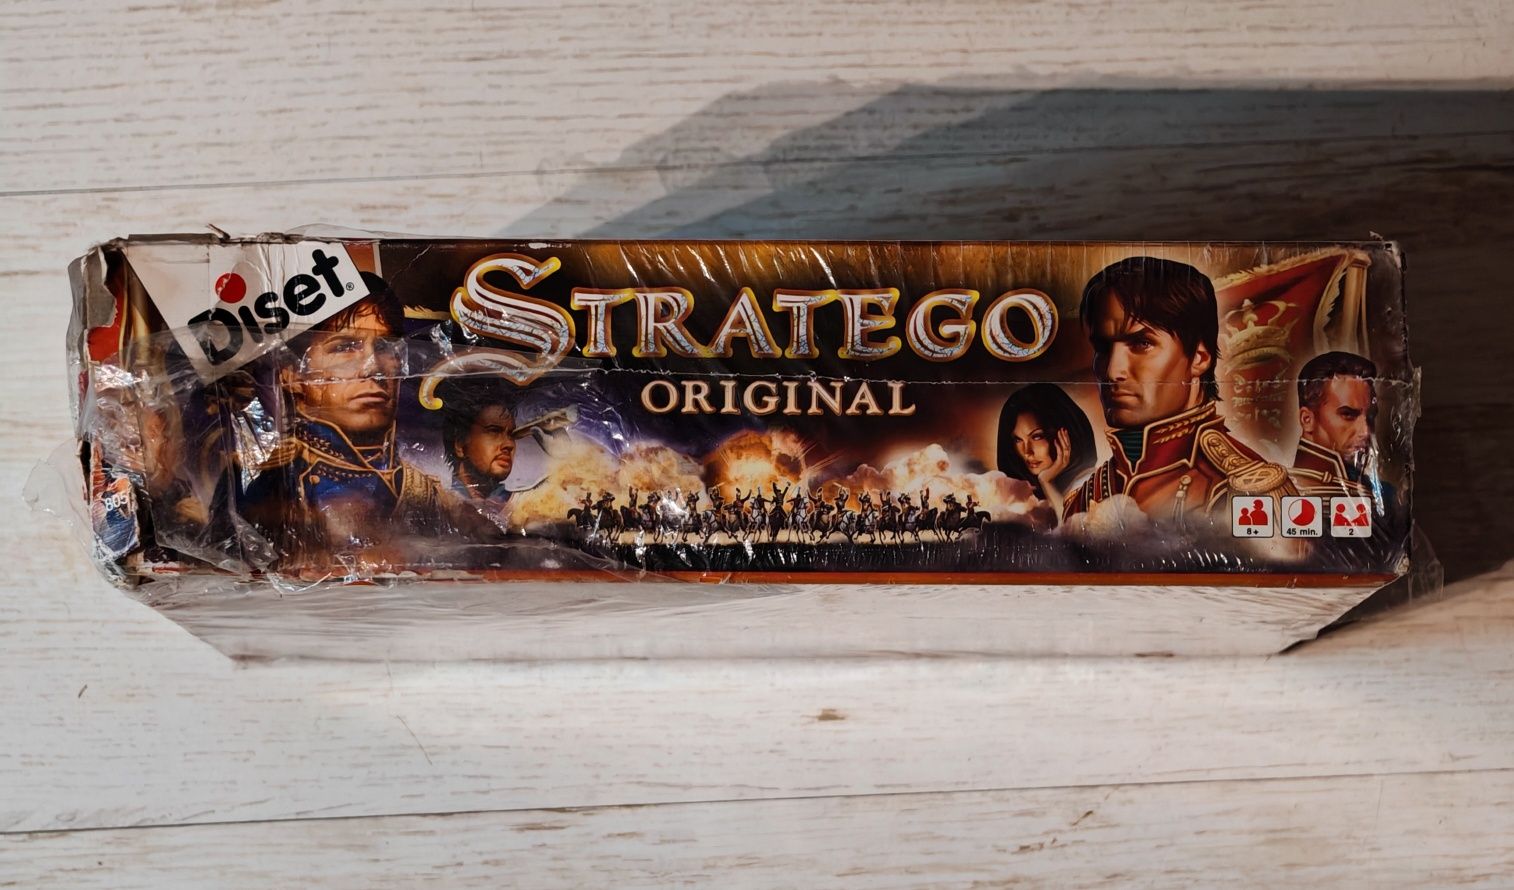 Diset®
STRATEGO
ORIGINAL
8+
45 min.
2